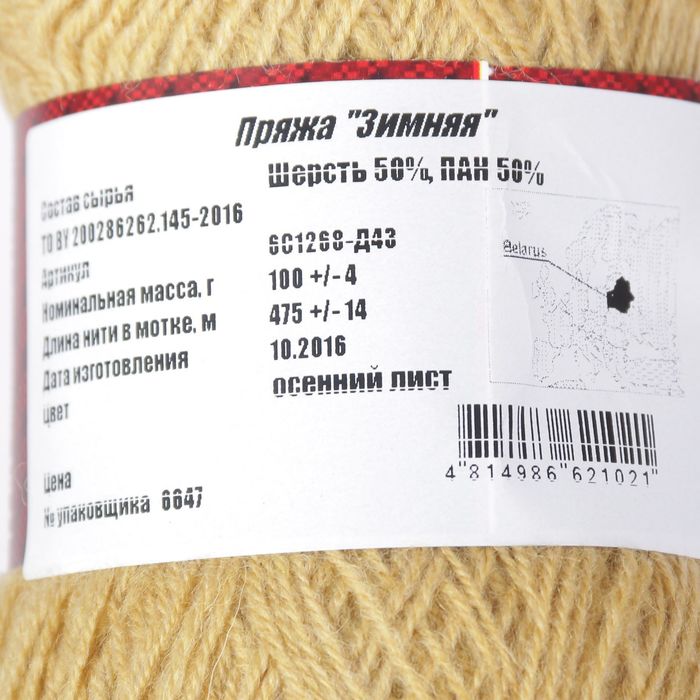 Пряжа "Зимняя"
Состав сырья Шерсть 50%, ПАН 50%
ТО BY 200286262.145-2016
Артикул 6С1268-Д43
Номинальная масса, г 100 +/- 4
Длина нити в мотке, м 475 +/- 14
Дата изготовления 10.2016
Цвет осенний лист
Цена
№ упаковщика 6647
Belarus
4 814986 621021